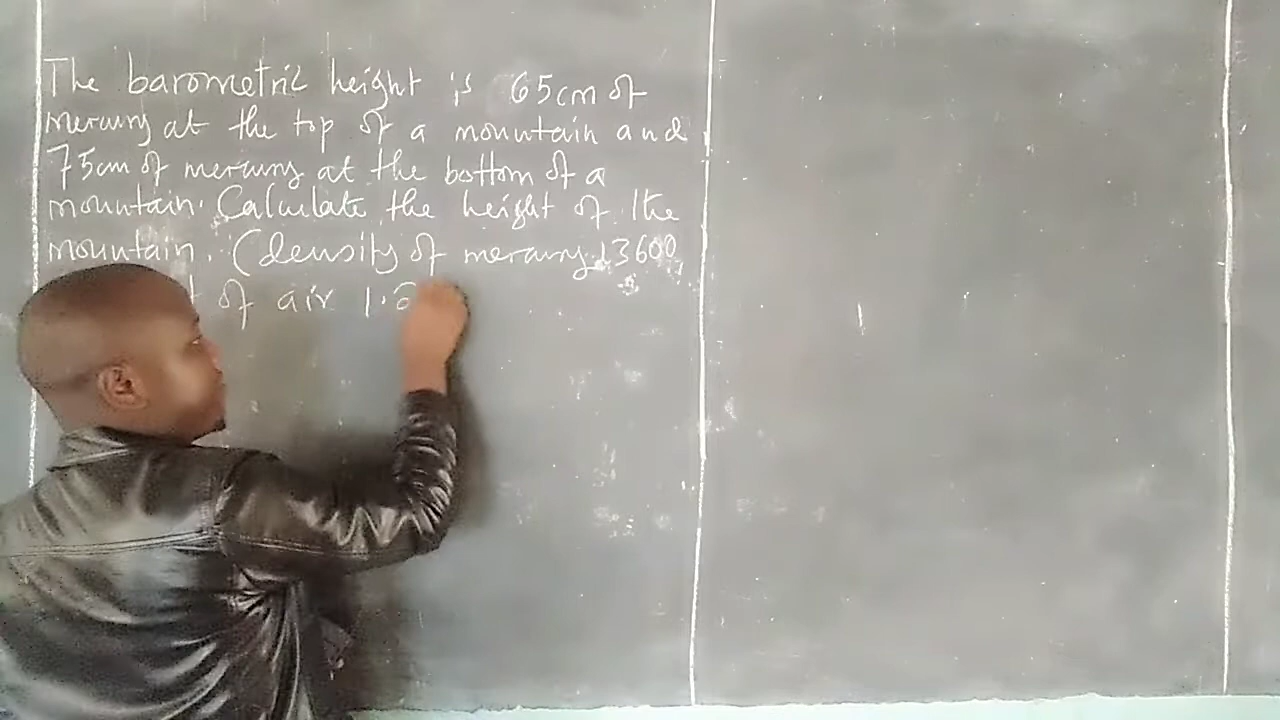 The barometric height is 65cm of
mercury at the top of a mountain and
75cm of mercury at the bottom of a
mountain. Calculate the height of the
mountain. (density of mercury 13600
of air 1.2